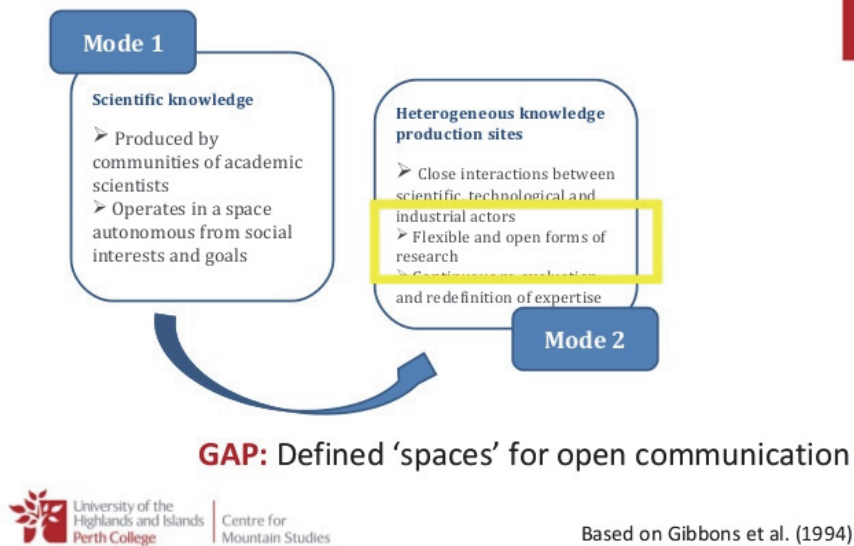 Mode 1
Scientific knowledge
➢ Produced by
communities of academic
scientists
➢ Operates in a space
autonomous from social
interests and goals
Heterogeneous knowledge
production sites
➢ Close interactions between
scientific, technological and
industrial actors
➢ Flexible and open forms of
research
➢ Continuous
and redefinition of expertise
Mode 2
GAP: Defined ‘spaces’ for open communication
University of the
Highlands and Islands
Perth College
Centre for
Mountain Studies
Based on Gibbons et al. (1994)